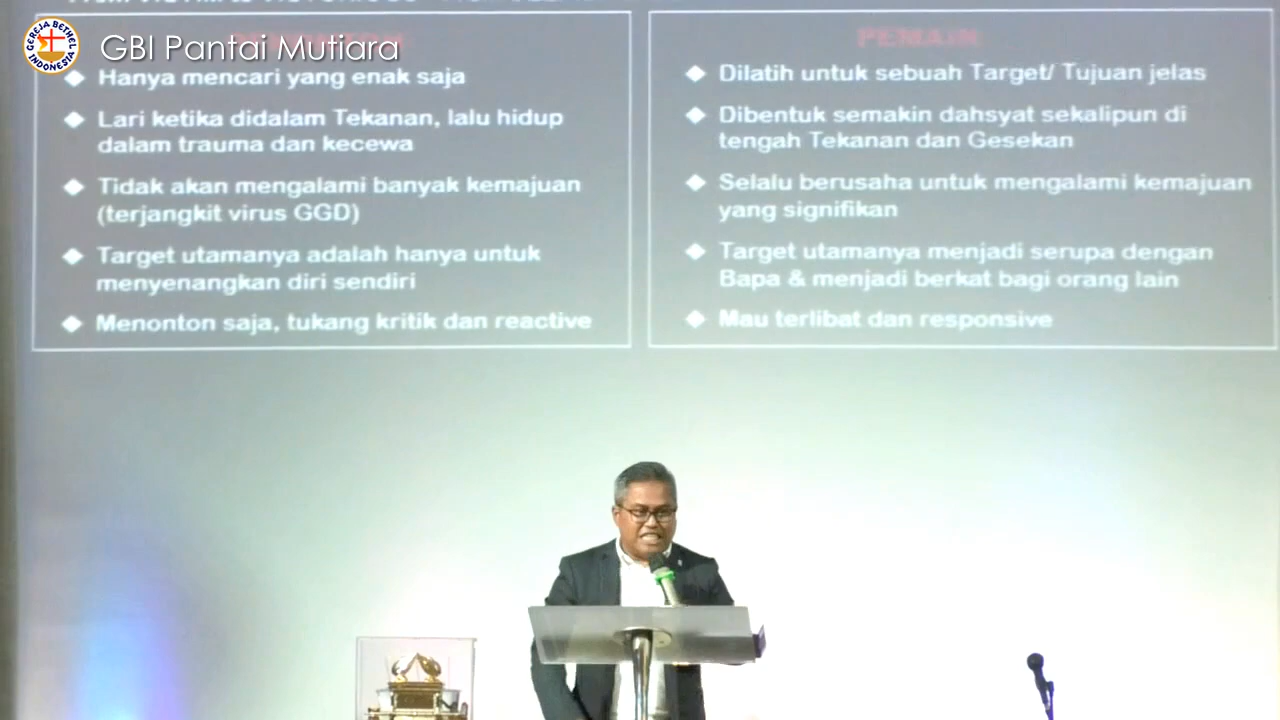 GEREJA BETHEL
INDONESIA
GBI Pantai Mutiara
Hanya mencari yang enak saja
Lari ketika didalam Tekanan, lalu hidup
dalam trauma dan kecewa
Tidak akan mengalami banyak kemajuan
(terjangkit virus GGD)
Target utamanya adalah hanya untuk
menyenangkan diri sendiri
Menonton saja, tukang kritik dan reactive
PEMAIN
Dilatih untuk sebuah Target/ Tujuan jelas
Dibentuk semakin dahsyat sekalipun di
tengah Tekanan dan Gesekan
Selalu berusaha untuk mengalami kemajuan
yang signifikan
Target utamanya menjadi serupa dengan
Bapa & menjadi berkat bagi orang lain
Mau terlibat dan responsive